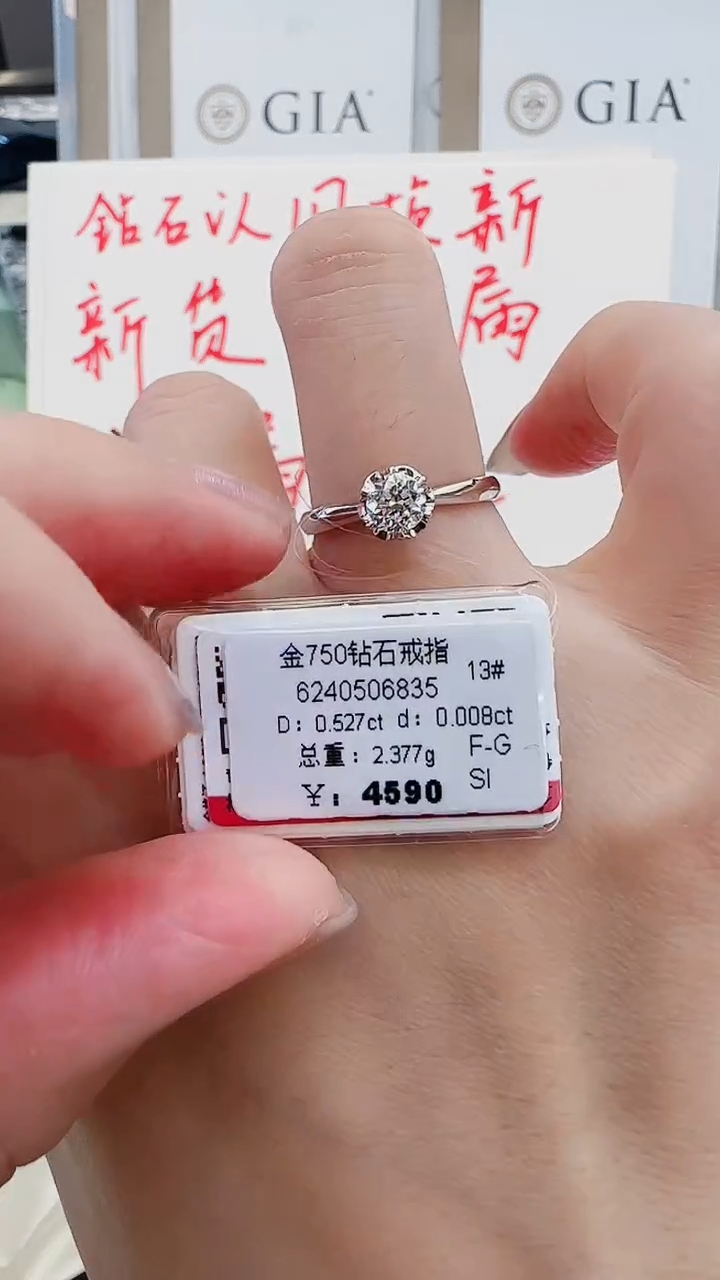 GIA
GIA
钻石认 新
新货 属
金750钻石戒指
13#
6240506835
D: 0.527ct d: 0.008ct
总重: 2.377g
F-G
SI
¥: 4590